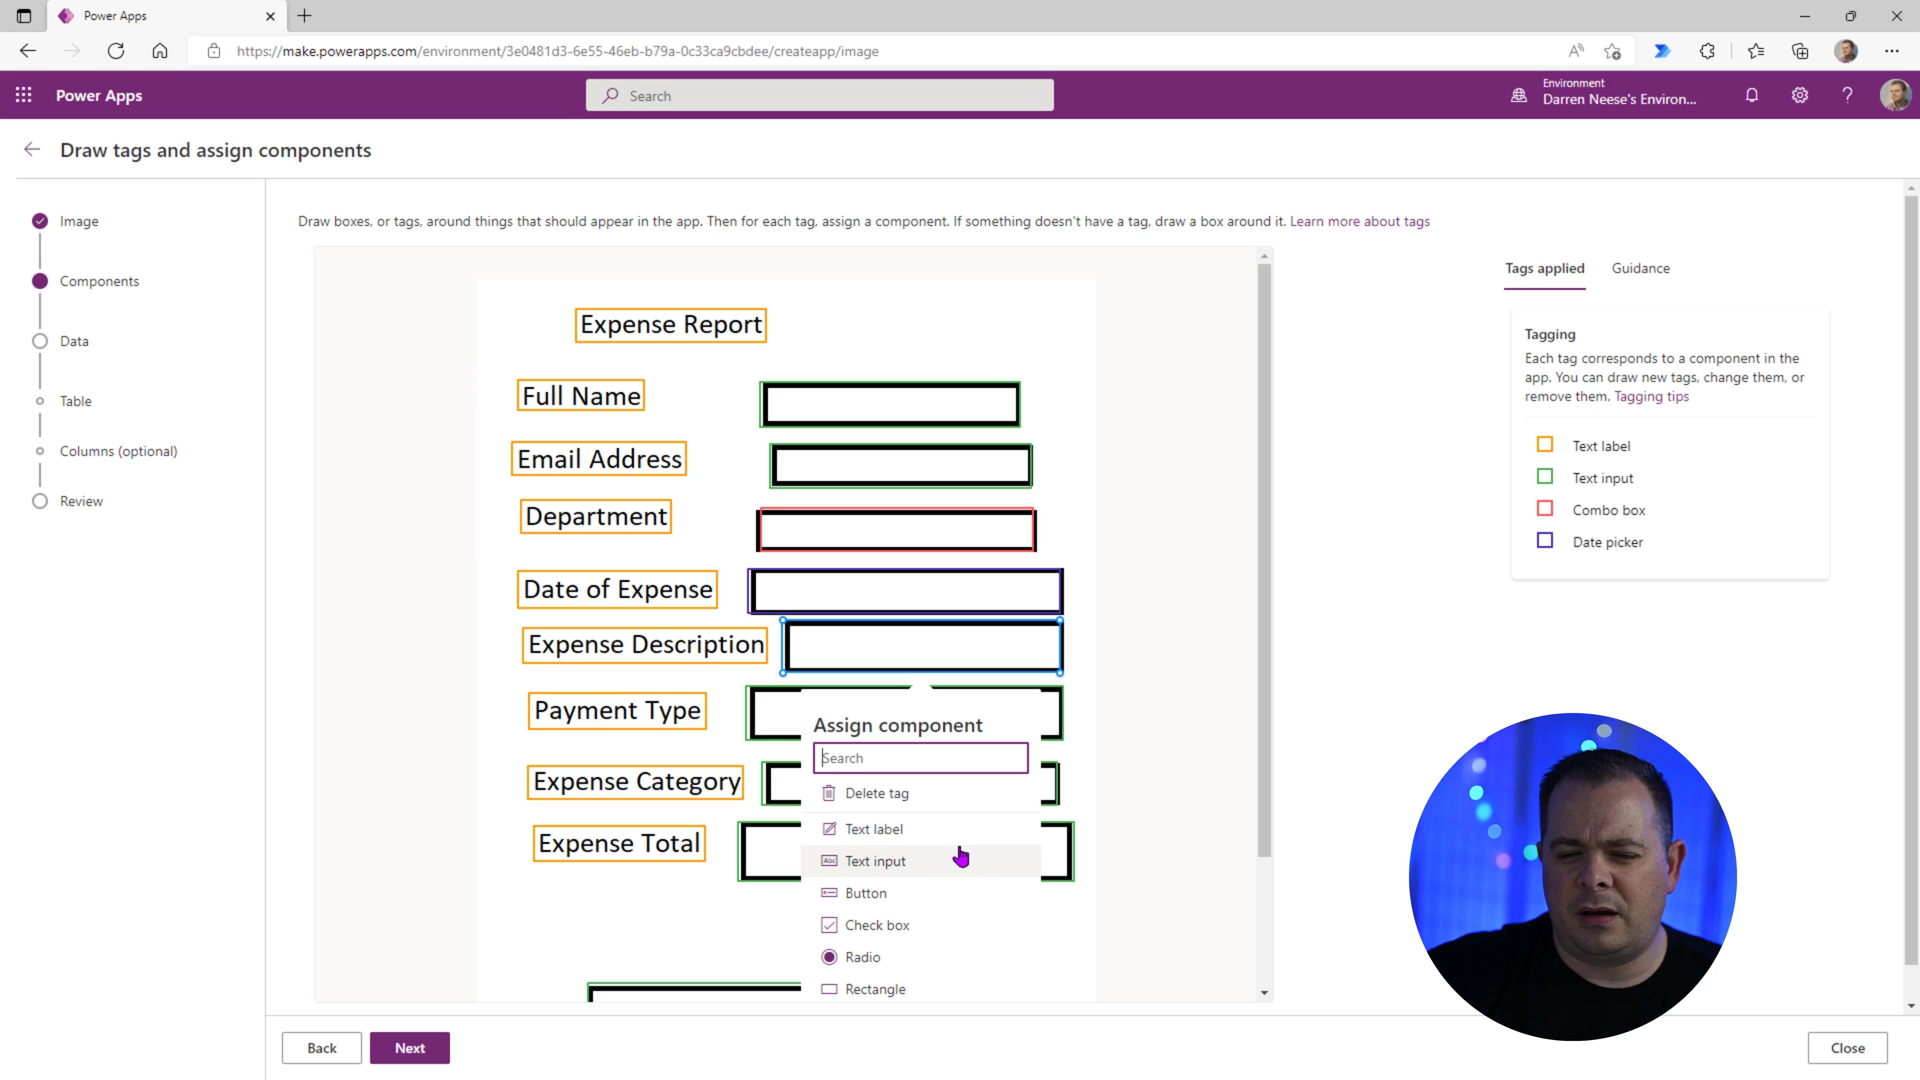 Power Apps
https://make.powerapps.com/environment/3e0481d3-6e55-46eb-b79a-0c33ca9cbdee/createapp/image
Power Apps
Search
Environment
Darren Neese's Environ...
Draw tags and assign components
Image
Components
Data
Table
Columns (optional)
Review
Draw boxes, or tags, around things that should appear in the app. Then for each tag, assign a component. If something doesn't have a tag, draw a box around it. Learn more about tags
Expense Report
Full Name
Email Address
Department
Date of Expense
Expense Description
Payment Type
Expense Category
Expense Total
Assign component
Search
Delete tag
Text label
Abc Text input
Button
Check box
Radio
Rectangle
Tags applied
Guidance
Tagging
Each tag corresponds to a component in the
app. You can draw new tags, change them, or
remove them. Tagging tips
Text label
Text input
Combo box
Date picker
Back
Next
Close